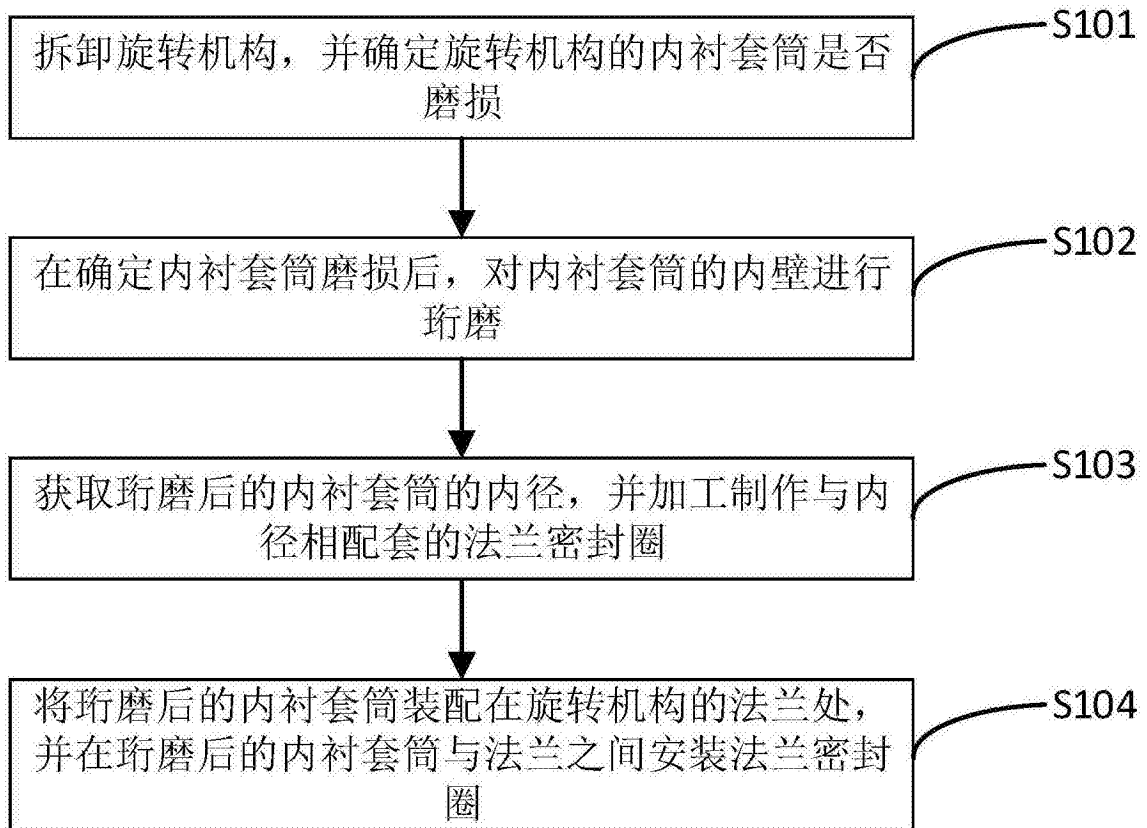 拆卸旋转机构，并确定旋转机构的内衬套筒是否
磨损
S101
在确定内衬套筒磨损后，对内衬套筒的内壁进行
珩磨
S102
获取珩磨后的内衬套筒的内径，并加工制作与内
径相配套的法兰密封圈
S103
将珩磨后的内衬套筒装配在旋转机构的法兰处，
并在珩磨后的内衬套筒与法兰之间安装法兰密封
圈
S104